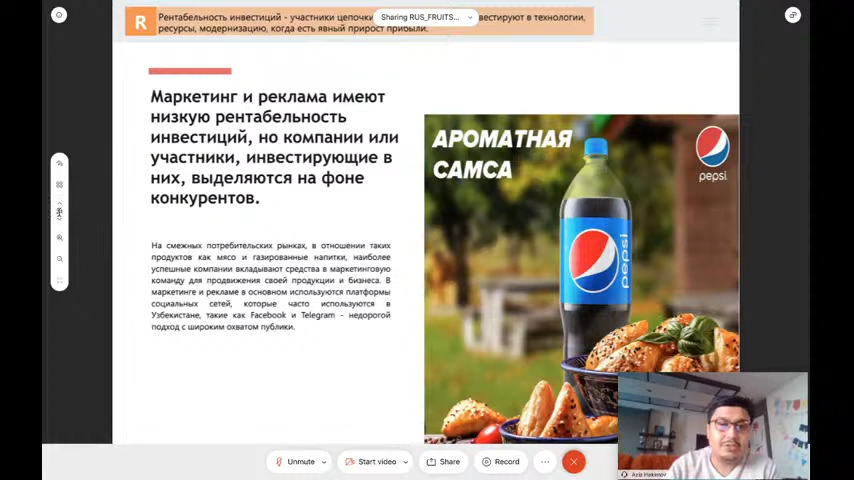 R
Рентабельность инвестиций - участники цепочки
вестируют в технологии,
ресурсы, модернизацию, когда есть явный прирост прибыли.
Sharing RUS_FRUITS...
Маркетинг и реклама имеют
низкую рентабельность
инвестиций, но компании или
участники, инвестирующие в
них, выделяются на фоне
конкурентов.
На смежных потребительских рынках, в отношении таких
продуктов как мясо и газированные напитки, наиболее
успешные компании вкладывают средства в маркетинговую
команду для продвижения своей продукции и бизнеса. В
маркетинге и рекламе в основном используются платформы
социальных сетей, которые часто используются в
Узбекистане, такие как Facebook и Telegram - недорогой
подход с широким охватом публики.
АРОМАТНАЯ
САМСА
pepsi
pepsi
Aziz Hakimov
Unmute
Start video
Share
Record